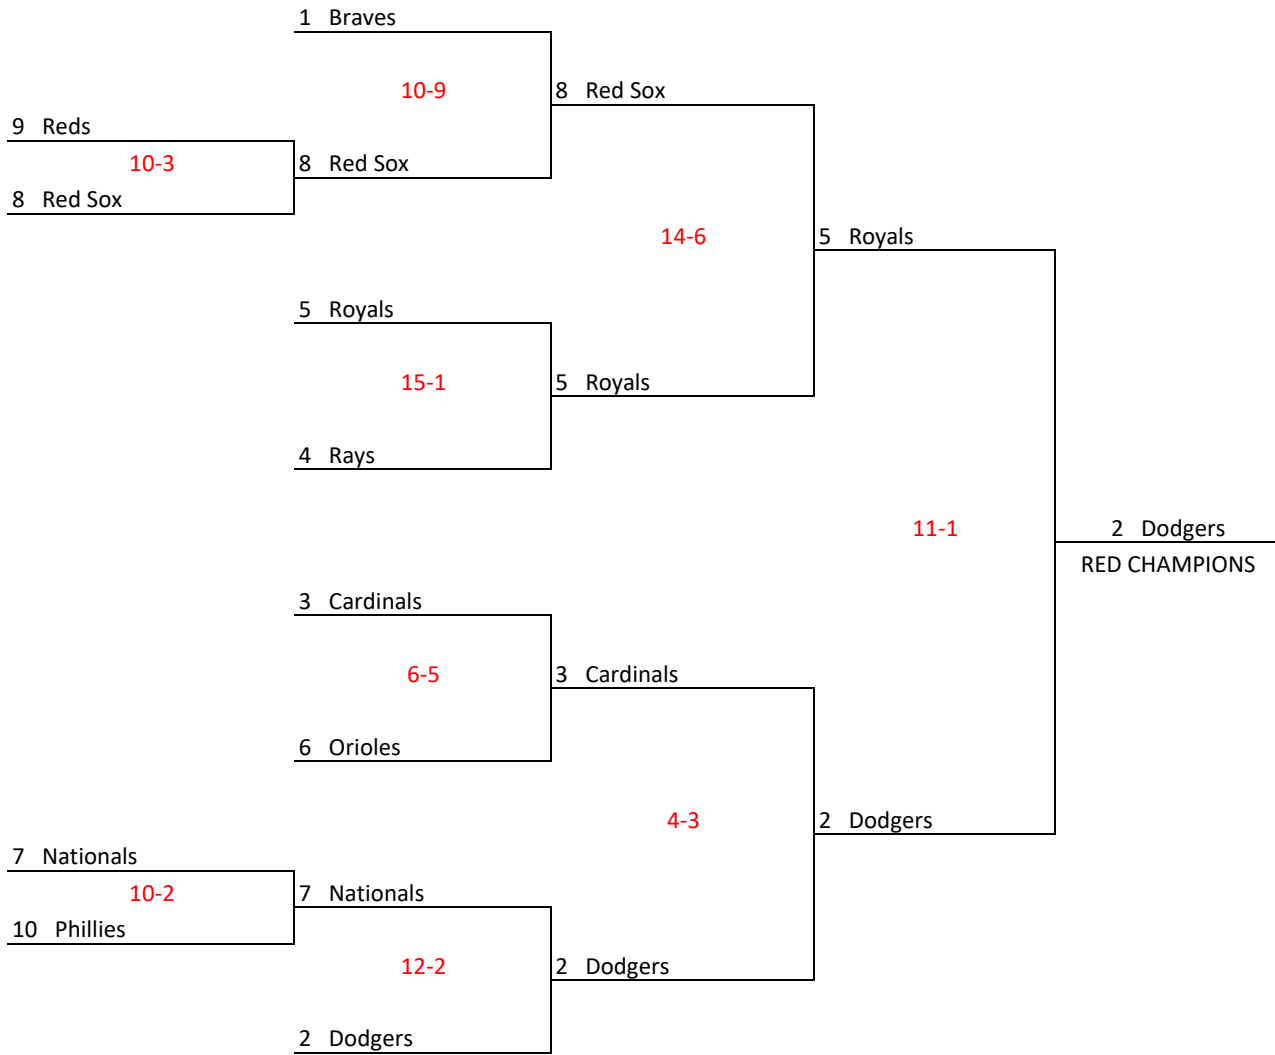 1 Braves
10-9
8 Red Sox
9 Reds
10-3
8 Red Sox
8 Red Sox
14-6
5 Royals
5 Royals
15-1
5 Royals
4 Rays
11-1
2 Dodgers
RED CHAMPIONS
3 Cardinals
6-5
3 Cardinals
6 Orioles
4-3
2 Dodgers
7 Nationals
10-2
7 Nationals
10 Phillies
12-2
2 Dodgers
2 Dodgers